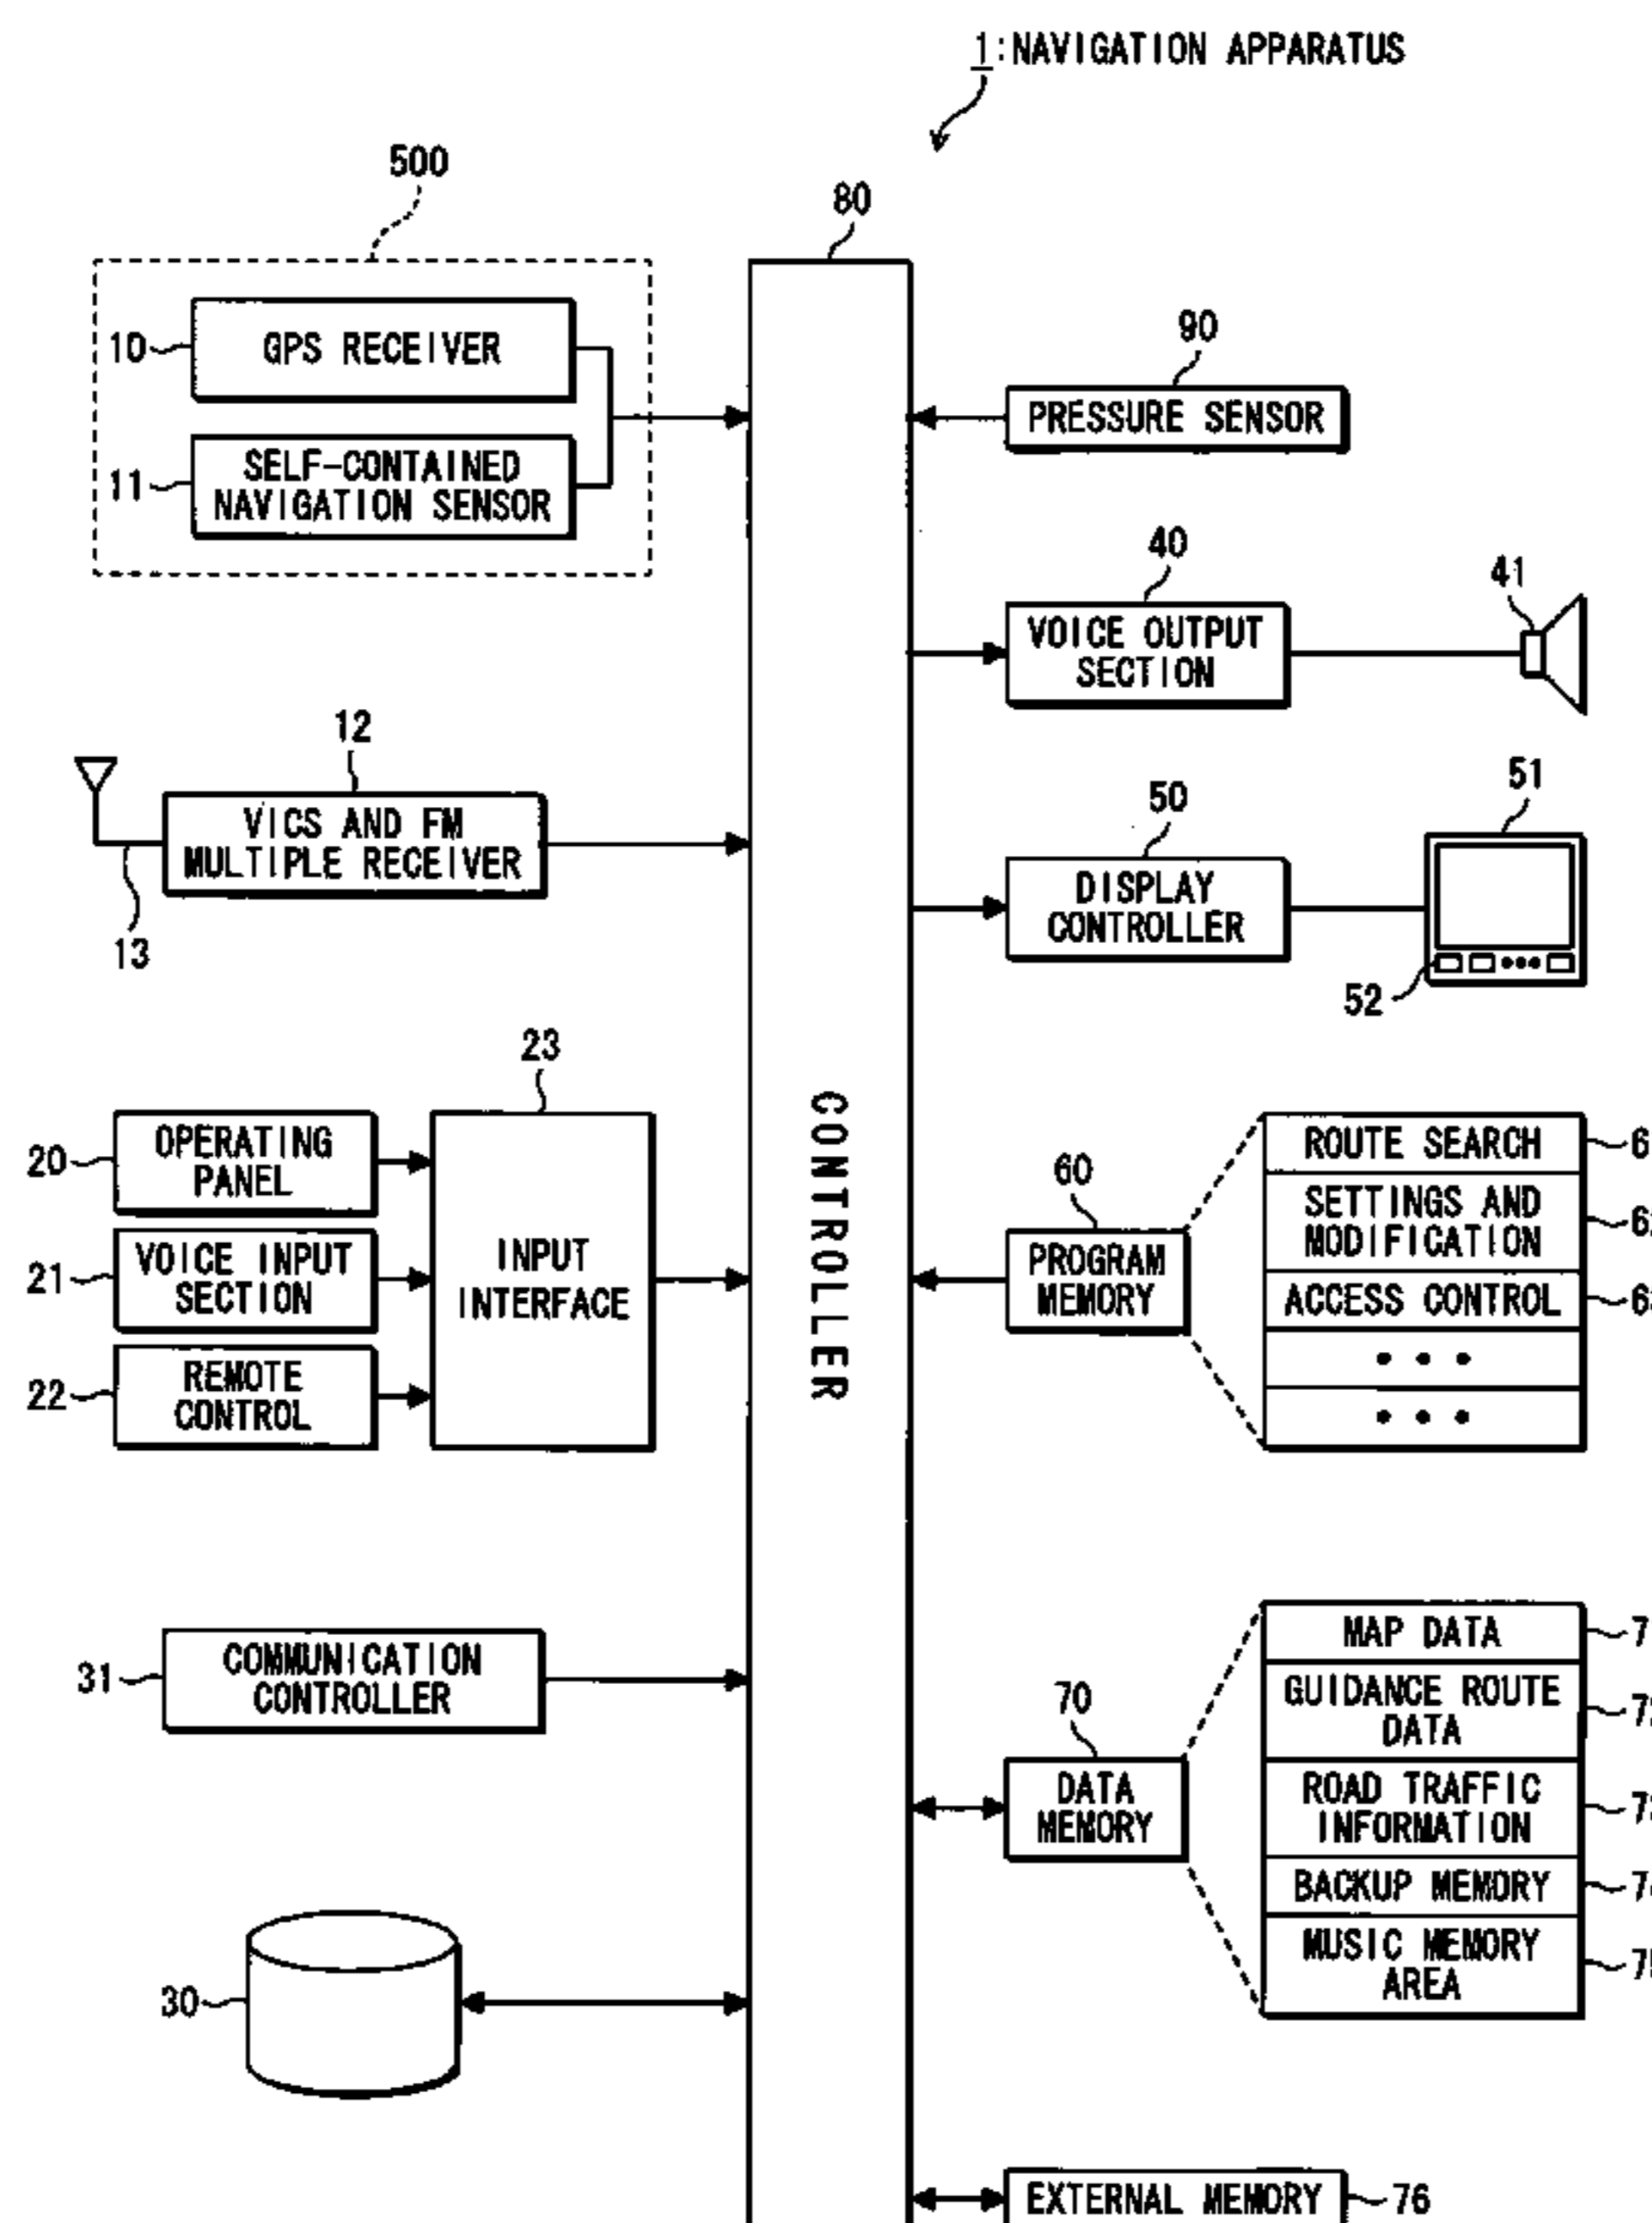 1:NAVIGATION APPARATUS
500
80
10
GPS RECEIVER
11
SELF-CONTAINED
NAVIGATION SENSOR
90
PRESSURE SENSOR
40
VOICE OUTPUT
SECTION
41
12
VICS AND FM
MULTIPLE RECEIVER
13
50
DISPLAY
CONTROLLER
51
52
23
20
OPERATING
PANEL
21
VOICE INPUT
SECTION
22
REMOTE
CONTROL
INPUT
INTERFACE
CONTROLLER
60
PROGRAM
MEMORY
ROUTE SEARCH
SETTINGS AND
MODIFICATION
ACCESS CONTROL
• • •
• • •
31
COMMUNICATION
CONTROLLER
70
DATA
MEMORY
MAP DATA
GUIDANCE ROUTE
DATA
ROAD TRAFFIC
INFORMATION
BACKUP MEMORY
MUSIC MEMORY
AREA
30
EXTERNAL MEMORY
76